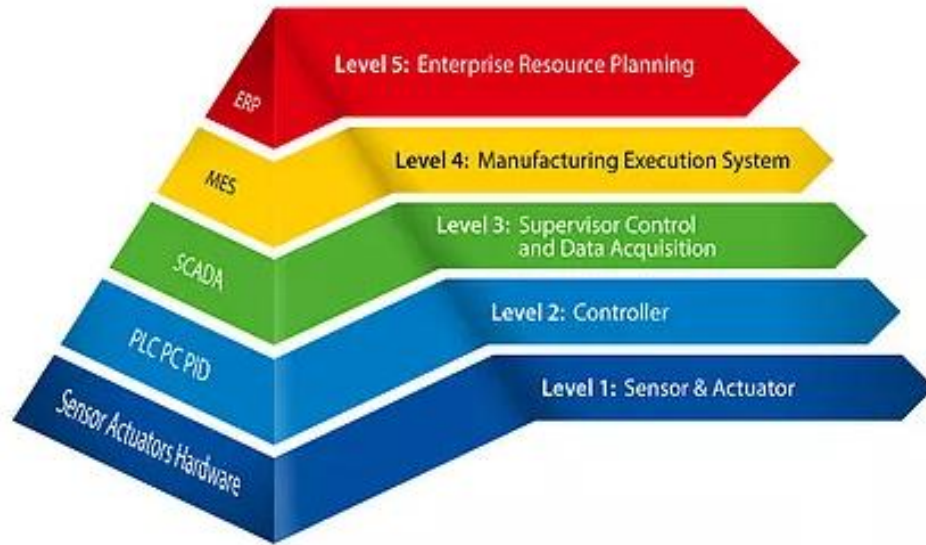 ERP
Level 5: Enterprise Resource Planning
MES
Level 4: Manufacturing Execution System
SCADA
Level 3: Supervisor Control
and Data Acquisition
PLC PC PID
Level 2: Controller
Sensor Actuators Hardware
Level 1: Sensor & Actuator